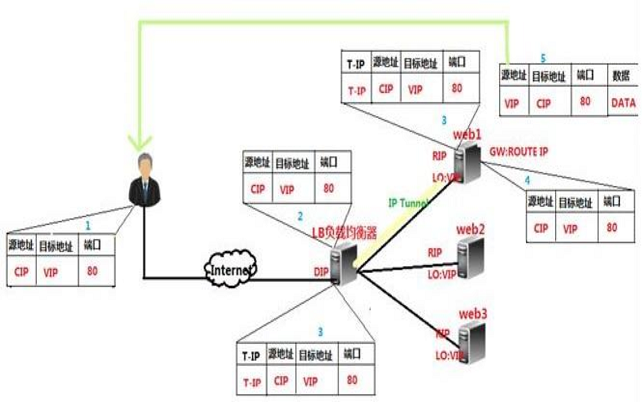 5
T-IP 源地址 目标地址 端口
T-IP CIP VIP 80
源地址 目标地址 端口 数据
VIP CIP 80 DATA
3
web1
RIP
GW:ROUTE IP
LO:VIP
4
源地址 目标地址 端口
CIP VIP 80
源地址 目标地址 端口
CIP VIP 80
2
IP Tunnel
LB负载均衡器
1
源地址 目标地址 端口
CIP VIP 80
Internet
DIP
web2
RIP
LO:VIP
web3
RIP
LO:VIP
3
T-IP 源地址 目标地址 端口
T-IP CIP VIP 80